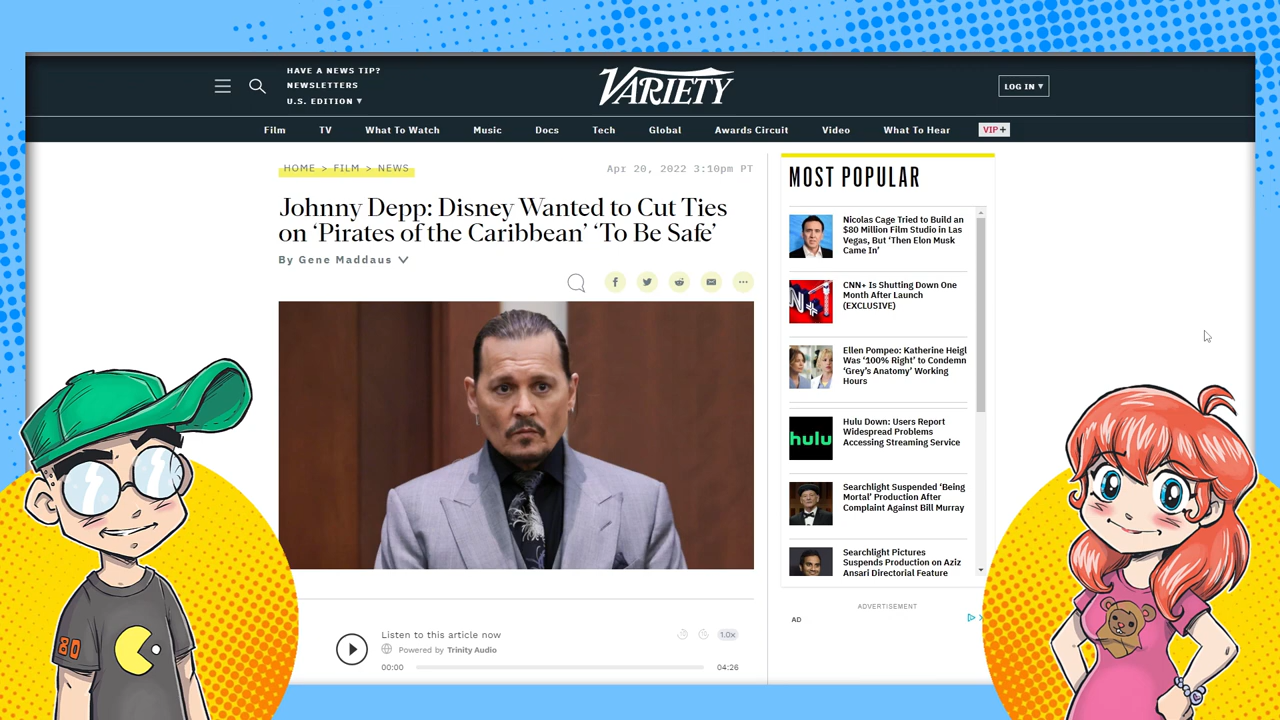 HAVE A NEWS TIP?
NEWSLETTERS
U.S. EDITION ▼
VARIETY
LOG IN ▼
Film TV What To Watch Music Docs Tech Global Awards Circuit Video What To Hear VIP+
HOME > FILM > NEWS
Apr 20, 2022 3:10pm PT
Johnny Depp: Disney Wanted to Cut Ties
on ‘Pirates of the Caribbean’ ‘To Be Safe’
By Gene Maddaus
Listen to this article now
Powered by Trinity Audio
1.0x
00:00
04:26
MOST POPULAR
Nicolas Cage Tried to Build an
$80 Million Film Studio in Las
Vegas, But ‘Then Elon Musk
Came In’
CNN+ Is Shutting Down One
Month After Launch
(EXCLUSIVE)
Ellen Pompeo: Katherine Heigl
Was ‘100% Right’ to Condemn
‘Grey’s Anatomy’ Working
Hours
hulu
Hulu Down: Users Report
Widespread Problems
Accessing Streaming Service
Searchlight Suspended ‘Being
Mortal’ Production After
Complaint Against Bill Murray
Searchlight Pictures
Suspends Production on Aziz
Ansari Directorial Feature
ADVERTISEMENT
AD
80